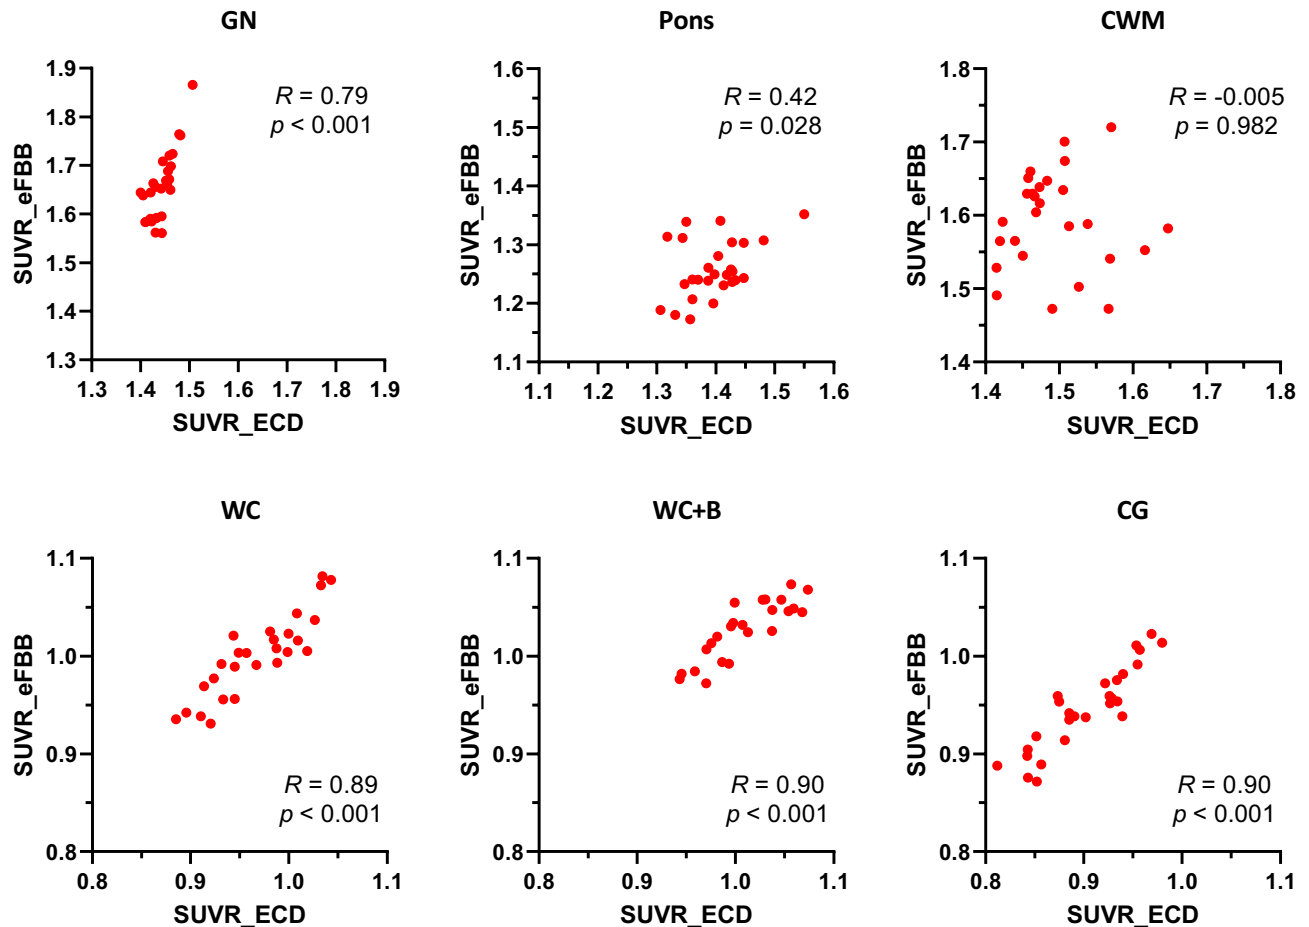 GN
R = 0.79
p < 0.001
SUVR_eFBB
1.9
1.8
1.7
1.6
1.5
1.4
1.3
1.3 1.4 1.5 1.6 1.7 1.8 1.9
SUVR_ECD
Pons
R = 0.42
p = 0.028
SUVR_eFBB
1.6
1.5
1.4
1.3
1.2
1.1
1.1 1.2 1.3 1.4 1.5 1.6
SUVR_ECD
CWM
R = -0.005
p = 0.982
SUVR_eFBB
1.8
1.7
1.6
1.5
1.4
1.4 1.5 1.6 1.7 1.8
SUVR_ECD
WC
SUVR_eFBB
1.1
1.0
0.9
0.8
R = 0.89
p < 0.001
0.8 0.9 1.0 1.1
SUVR_ECD
WC+B
SUVR_eFBB
1.1
1.0
0.9
0.8
R = 0.90
p < 0.001
0.8 0.9 1.0 1.1
SUVR_ECD
CG
SUVR_eFBB
1.1
1.0
0.9
0.8
R = 0.90
p < 0.001
0.8 0.9 1.0 1.1
SUVR_ECD